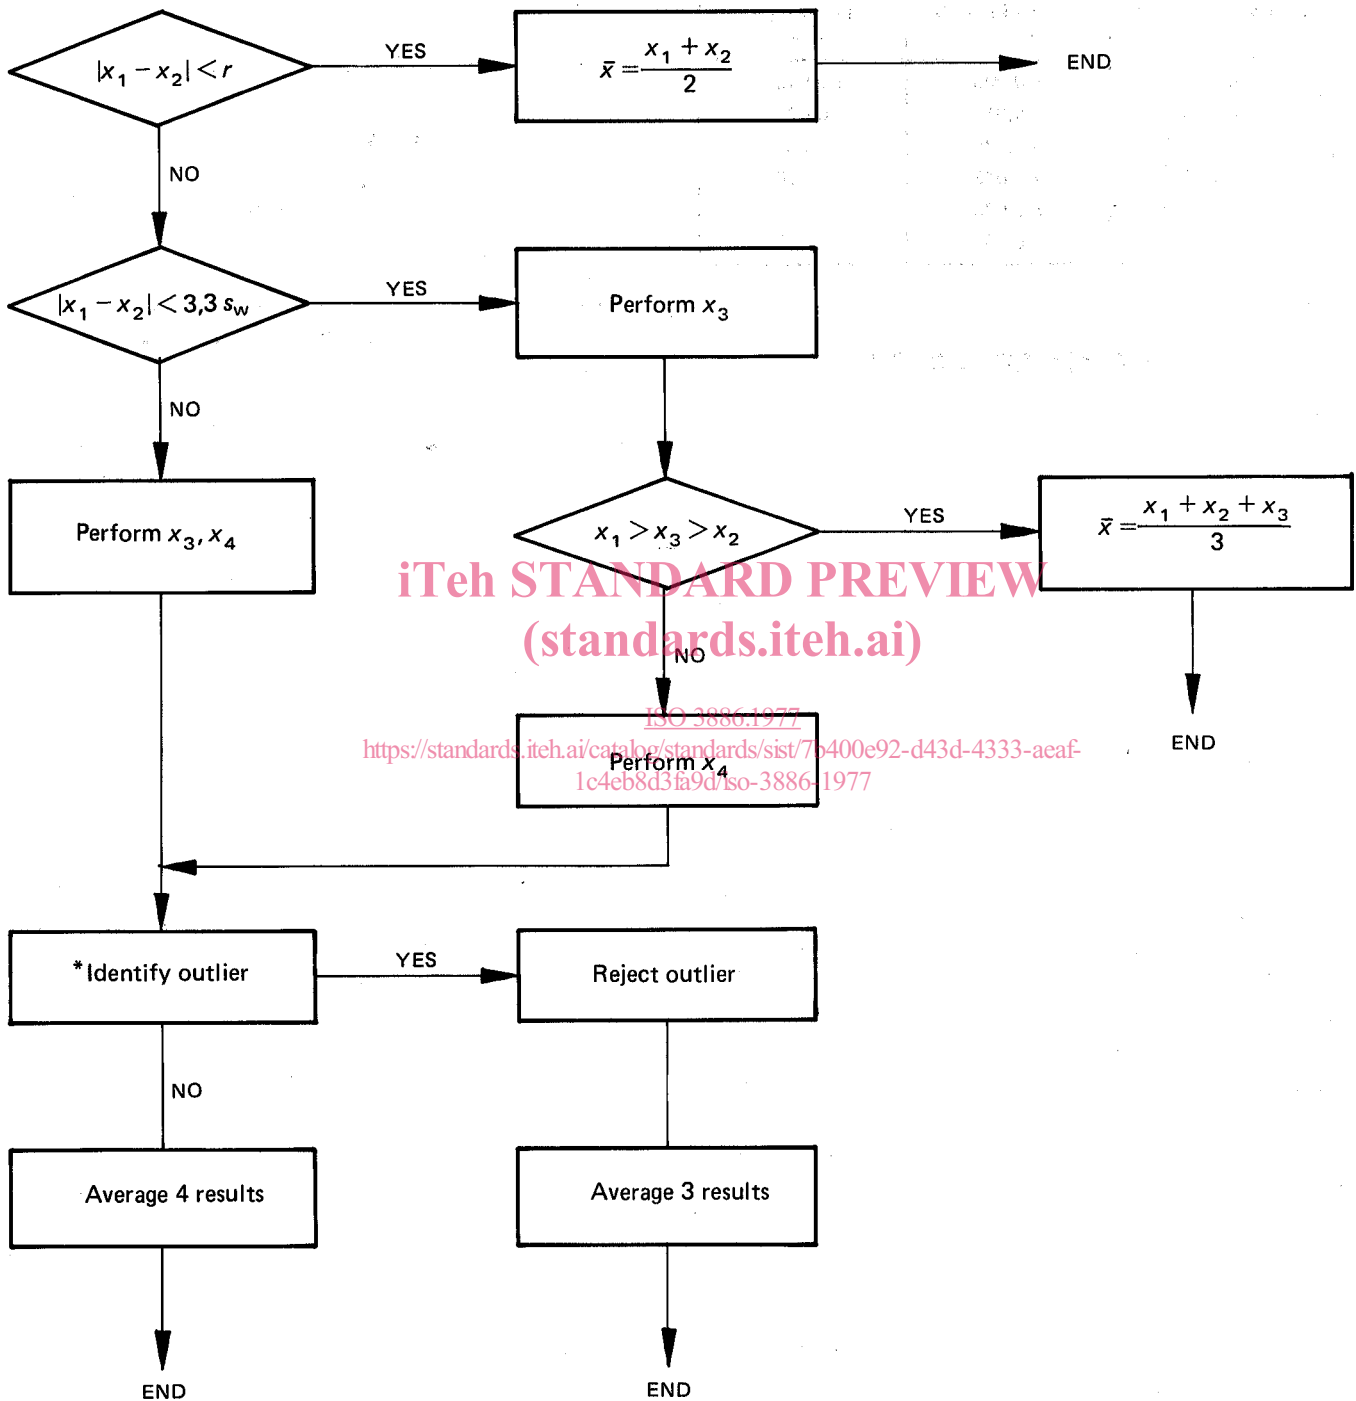 |x₁ − x₂| < r
YES
x̄ = (x₁ + x₂)/2
END
NO
|x₁ − x₂| < 3,3 s_w
YES
Perform x₃
NO
Perform x₃, x₄
x₁ > x₃ > x₂
YES
x̄ = (x₁ + x₂ + x₃)/3
iTeh STANDARD PREVIEW
(standards.iteh.ai)
NO
ISO 3886:1977
END
https://standards.iteh.ai/catalog/standards/sist/7b400e92-d43d-4333-aeaf-
Perform x₄
1c4eb8d3fa9d/iso-3886-1977
*Identify outlier
YES
Reject outlier
NO
Average 4 results
Average 3 results
END
END